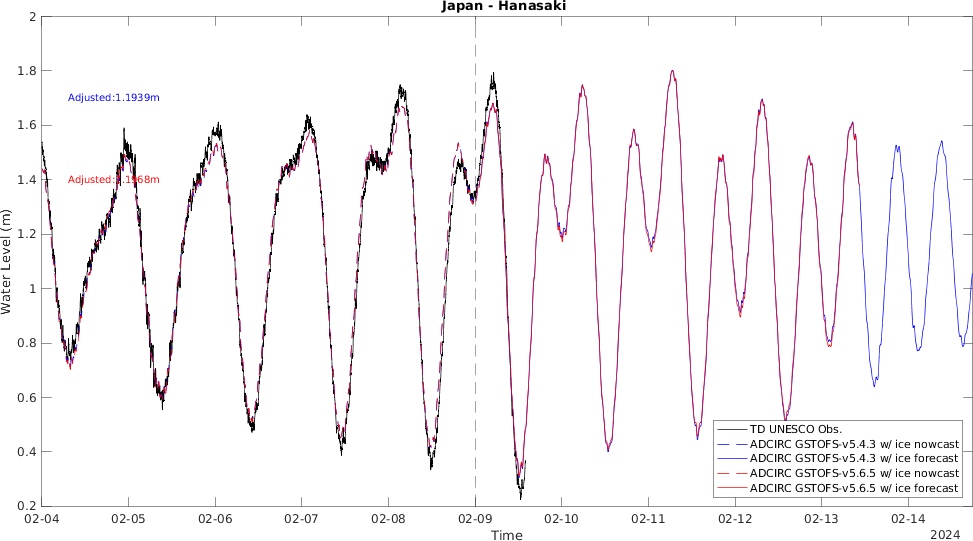 Japan - Hanasaki
2
1.8
1.6
1.4
1.2
1
0.8
0.6
0.4
0.2
Water Level (m)
Adjusted:1.1939m
Adjusted:1.1968m
TD UNESCO Obs.
ADCIRC GSTOFS-v5.4.3 w/ ice nowcast
ADCIRC GSTOFS-v5.4.3 w/ ice forecast
ADCIRC GSTOFS-v5.6.5 w/ ice nowcast
ADCIRC GSTOFS-v5.6.5 w/ ice forecast
02-04 02-05 02-06 02-07 02-08 02-09 02-10 02-11 02-12 02-13 02-14
Time
2024